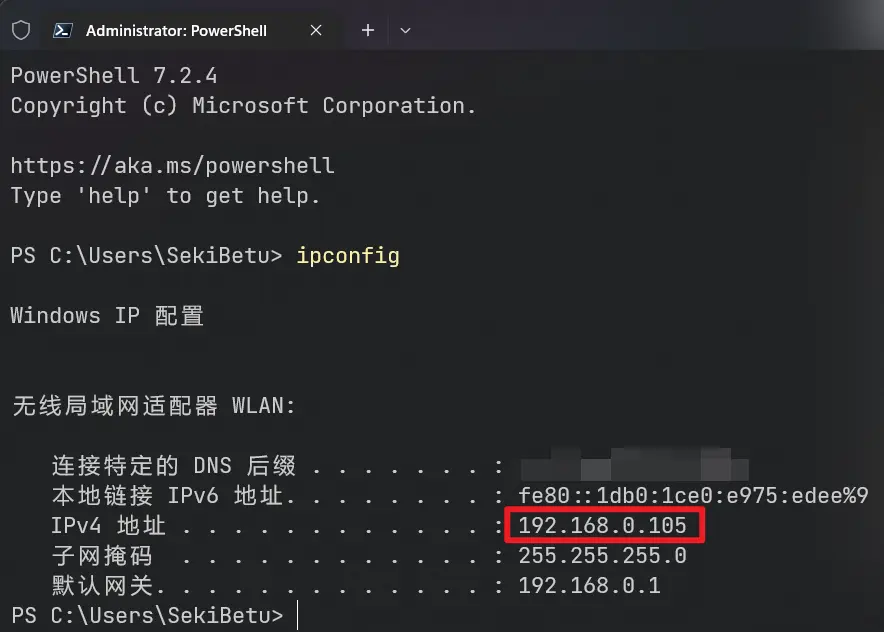 Administrator: PowerShell
PowerShell 7.2.4
Copyright (c) Microsoft Corporation.
https://aka.ms/powershell
Type 'help' to get help.
PS C:\Users\SekiBetu> ipconfig
Windows IP 配置
无线局域网适配器 WLAN:
连接特定的 DNS 后缀 . . . . . . . :
本地链接 IPv6 地址. . . . . . . . : fe80::1db0:1ce0:e975:edee%9
IPv4 地址 . . . . . . . . . . . . : 192.168.0.105
子网掩码 . . . . . . . . . . . . : 255.255.255.0
默认网关. . . . . . . . . . . . . : 192.168.0.1
PS C:\Users\SekiBetu>